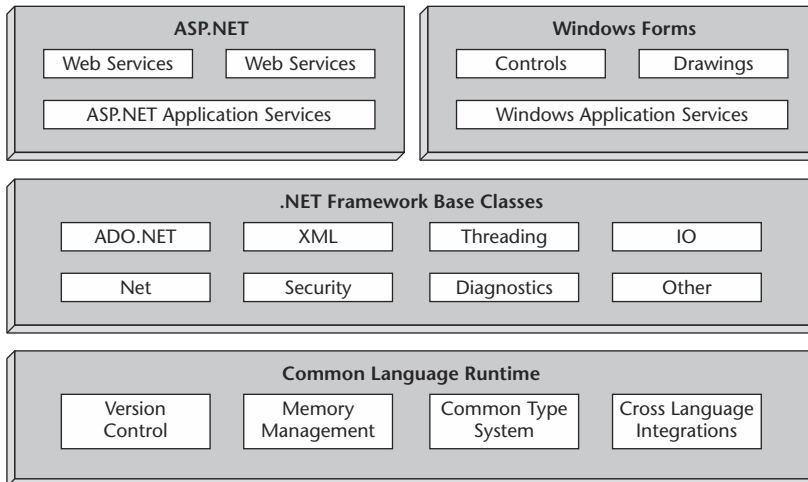 ASP.NET
Web Services
Web Services
ASP.NET Application Services
Windows Forms
Controls
Drawings
Windows Application Services
.NET Framework Base Classes
ADO.NET
XML
Threading
IO
Net
Security
Diagnostics
Other
Common Language Runtime
Version
Control
Memory
Management
Common Type
System
Cross Language
Integrations